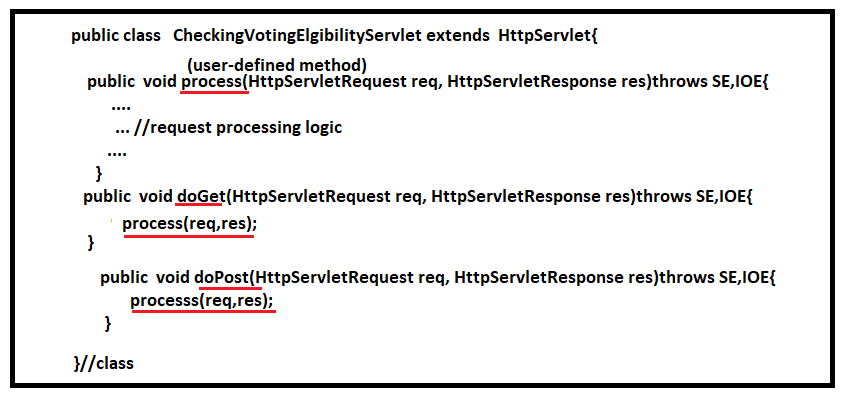 public class CheckingVotingElgibilityServlet extends HttpServlet{
(user-defined method)
public void process(HttpServletRequest req, HttpServletResponse res)throws SE,IOE{
....
... //request processing logic
....
}
public void doGet(HttpServletRequest req, HttpServletResponse res)throws SE,IOE{
process(req,res);
}
public void doPost(HttpServletRequest req, HttpServletResponse res)throws SE,IOE{
processs(req,res);
}
}//class